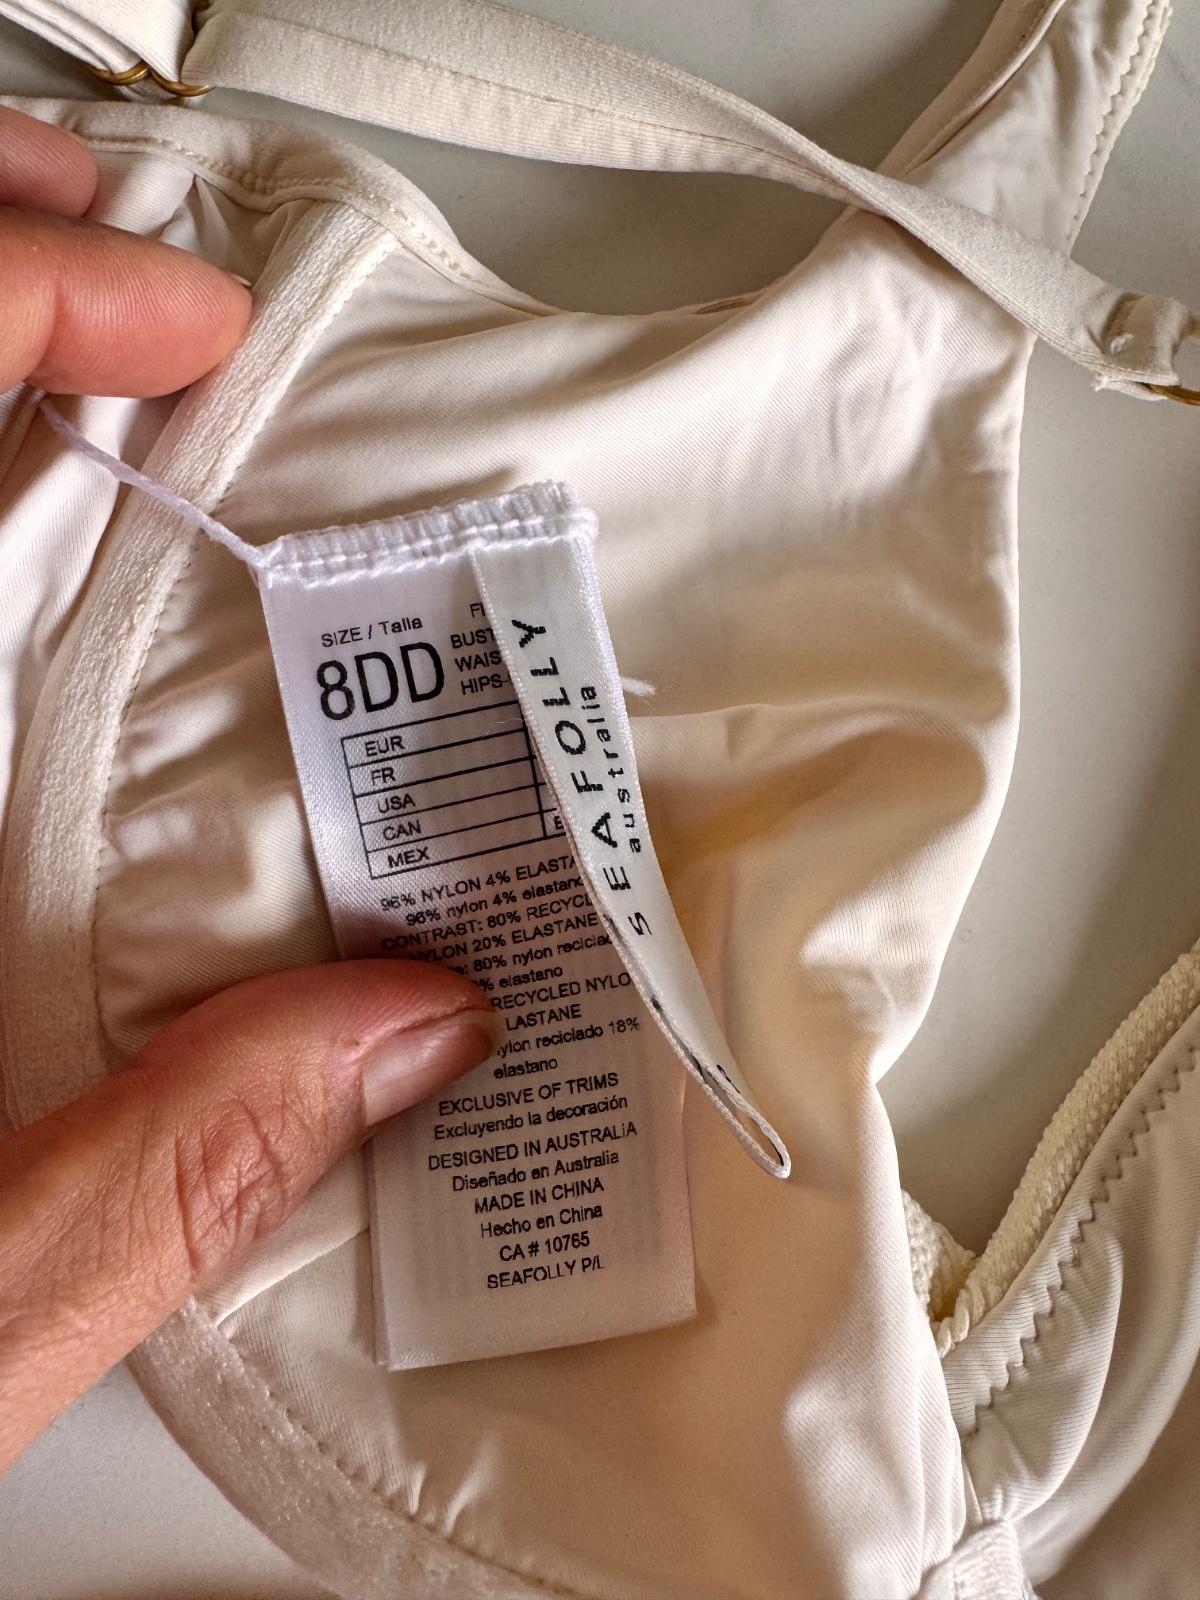 SIZE / Talla
8DD
BUST
WAIS
HIPS-
EUR
FR
USA
CAN
MEX
SEAFOLLY
australia
96% NYLON 4% ELASTA
96% nylon 4% elastano
CONTRAST: 80% RECYCL
NYLON 20% ELASTANE
80% nylon reciclad
% elastano
RECYCLED NYLO
LASTANE
nylon reciclado 18%
elastano
EXCLUSIVE OF TRIMS
Excluyendo la decoración
DESIGNED IN AUSTRALIA
Diseñado en Australia
MADE IN CHINA
Hecho en China
CA # 10765
SEAFOLLY P/L